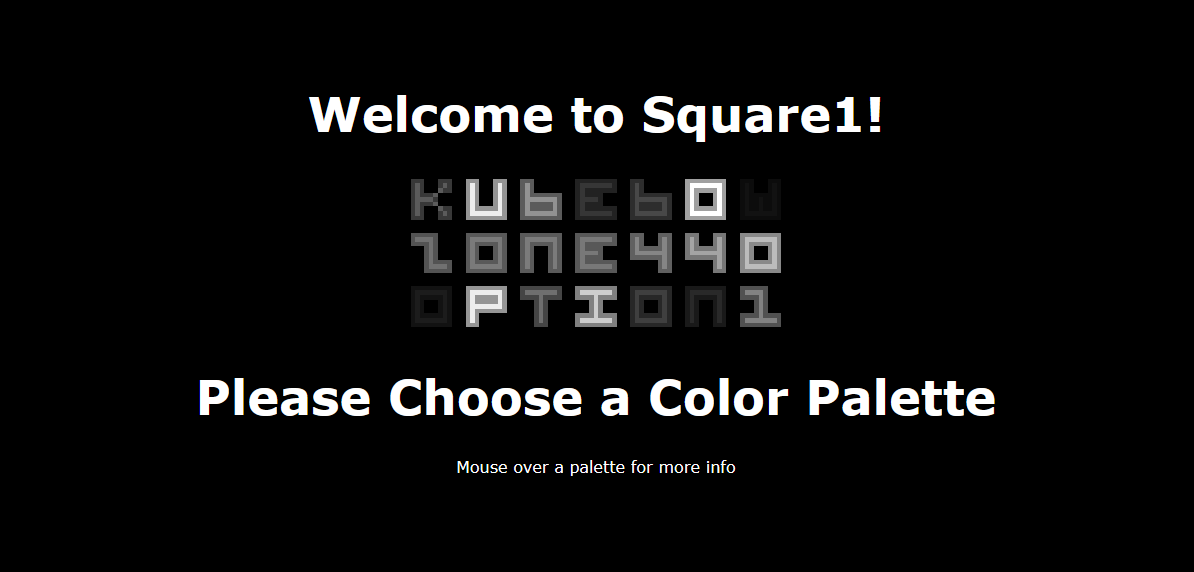 Welcome to Square1!
KUbEbOW
ZONE440
OPTION1
Please Choose a Color Palette
Mouse over a palette for more info